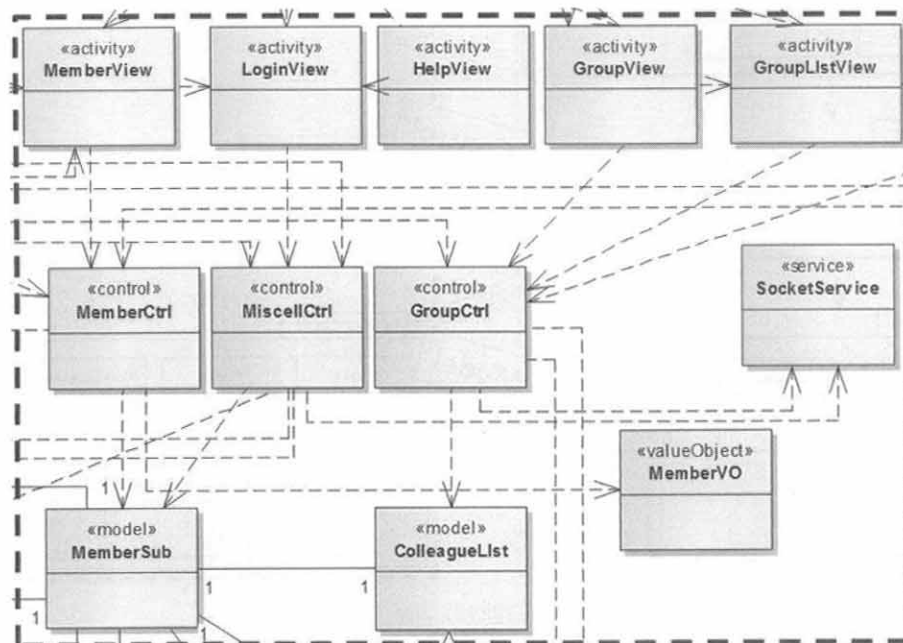 «activity»
MemberView
«activity»
LoginView
«activity»
HelpView
«activity»
GroupView
«activity»
GroupLIstView
«control»
MemberCtrl
«control»
MiscellCtrl
«control»
GroupCtrl
«service»
SocketService
«valueObject»
MemberVO
1
«model»
MemberSub
«model»
ColleagueLIst
1
1
1
1